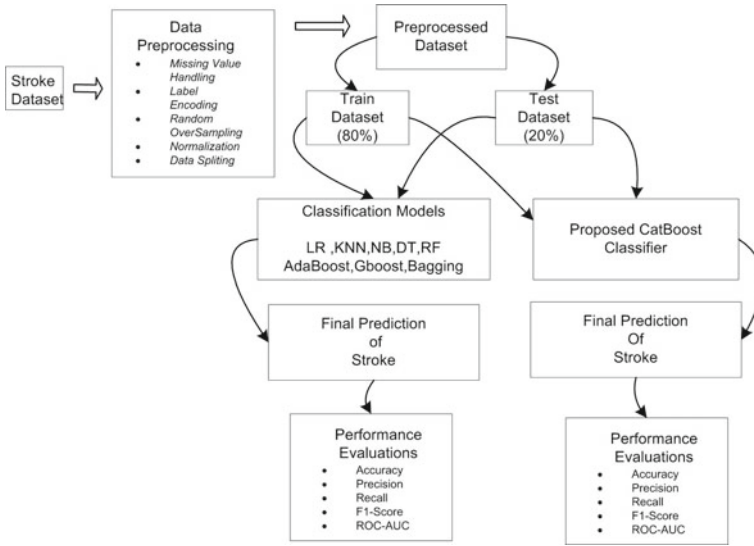 Stroke
Dataset
Data
Preprocessing
• Missing Value
Handling
• Label
Encoding
• Random
OverSampling
• Normalization
• Data Spliting
Preprocessed
Dataset
Train
Dataset
(80%)
Test
Dataset
(20%)
Classification Models
LR ,KNN,NB,DT,RF
AdaBoost,Gboost,Bagging
Proposed CatBoost
Classifier
Final Prediction
of
Stroke
Final Prediction
Of
Stroke
Performance
Evaluations
• Accuracy
• Precision
• Recall
• F1-Score
• ROC-AUC
Performance
Evaluations
• Accuracy
• Precision
• Recall
• F1-Score
• ROC-AUC